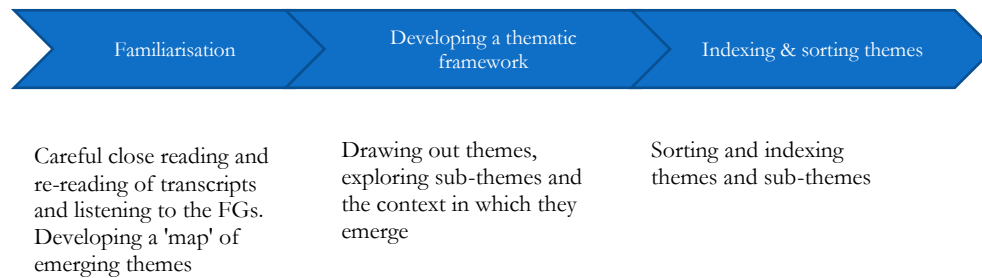 Familiarisation
Developing a thematic
framework
Indexing & sorting themes
Careful close reading and
re-reading of transcripts
and listening to the FGs.
Developing a 'map' of
emerging themes
Drawing out themes,
exploring sub-themes and
the context in which they
emerge
Sorting and indexing
themes and sub-themes